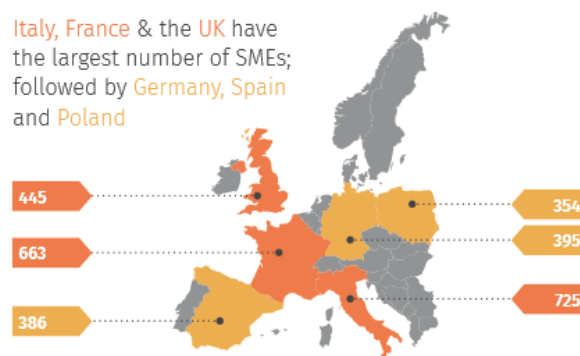 Italy, France & the UK have
the largest number of SMEs;
followed by Germany, Spain
and Poland
445
354
395
663
725
386